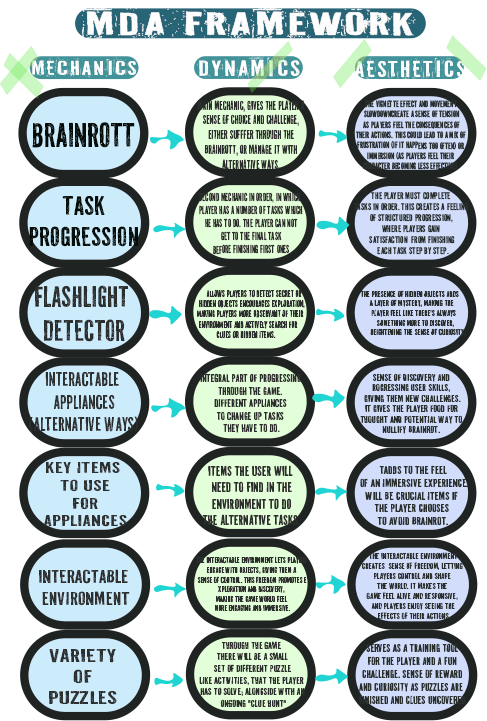 MDA FRAMEWORK
MECHANICS
DYNAMICS
AESTHETICS
BRAINROTT
MAIN MECHANIC, GIVES THE PLAYER
SENSE OF CHOICE AND CHALLENGE,
EITHER SUFFER THROUGH THE
BRAINROTT, OR MANAGE IT WITH
ALTERNATIVE WAYS
THE VIGNETTE EFFECT AND MOVEMENT
SLOWDOWNCREATE A SENSE OF TENSION
AS PLAYERS FEEL THE CONSEQUENCES OF
THEIR ACTIONS. THIS COULD LEAD TO A MIX OF
FRUSTRATION (IF IT HAPPENS TOO OFTEN) OR
IMMERSION (AS PLAYERS FEEL THEIR
CHARACTER BECOMING LESS EFFECTIVE
TASK
PROGRESSION
SECOND MECHANIC IN ORDER, IN WHICH
PLAYER HAS A NUMBER OF TASKS WHICH
HE HAS TO DO. THE PLAYER CAN NOT
GET TO THE FINAL TASK
BEFORE FINISHING FIRST ONES
THE PLAYER MUST COMPLETE
TASKS IN ORDER. THIS CREATES A FEELING
OF STRUCTURED PROGRESSION,
WHERE PLAYERS GAIN
SATISFACTION FROM FINISHING
EACH TASK STEP BY STEP.
FLASHLIGHT
DETECTOR
ALLOWS PLAYERS TO DETECT SECRET OR
HIDDEN OBJECTS ENCOURAGES EXPLORATION,
MAKING PLAYERS MORE OBSERVANT OF THEIR
ENVIRONMENT AND ACTIVELY SEARCH FOR
CLUES OR HIDDEN ITEMS.
THE PRESENCE OF HIDDEN OBJECTS ADDS
A LAYER OF MYSTERY, MAKING THE
PLAYER FEEL LIKE THERE'S ALWAYS
SOMETHING MORE TO DISCOVER,
HEIGHTENING THE SENSE OF CURIOSITY
INTERACTABLE
APPLIANCES
(ALTERNATIVE WAYS)
INTEGRAL PART OF PROGRESSING
THROUGH THE GAME.
DIFFERENT APPLIANCES
TO CHANGE UP TASKS
THEY HAVE TO DO.
SENSE OF DISCOVERY AND
PROGRESSING USER SKILLS,
GIVING THEM NEW CHALLENGES.
IT GIVES THE PLAYER FOOD FOR
THOUGHT AND POTENTIAL WAY TO
NULLIFY BRAINROT.
KEY ITEMS
TO USE
FOR
APPLIANCES
ITEMS THE USER WILL
NEED TO FIND IN THE
ENVIRONMENT TO DO
THE ALTERNATIVE TASKS
TADDS TO THE FEEL
OF AN IMMERSIVE EXPERIENCE
WILL BE CRUCIAL ITEMS IF
THE PLAYER CHOOSES
TO AVOID BRAINROT.
INTERACTABLE
ENVIRONMENT
INTERACTABLE ENVIRONMENT LETS PLAYERS
ENGAGE WITH OBJECTS, GIVING THEM A
SENSE OF CONTROL. THIS FREEDOM PROMOTES E
XPLORATION AND DISCOVERY,
MAKING THE GAME WORLD FEEL
MORE ENGAGING AND IMMERSIVE.
THE INTERACTABLE ENVIRONMENT
CREATES SENSE OF FREEDOM, LETTING
PLAYERS CONTROL AND SHAPE
THE WORLD. IT MAKES THE
GAME FEEL ALIVE AND RESPONSIVE,
AND PLAYERS ENJOY SEEING THE
EFFECTS OF THEIR ACTIONS
VARIETY
OF
PUZZLES
THROUGH THE GAME
THERE WILL BE A SMALL
SET OF DIFFERENT PUZZLE
LIKE ACTVITIES, THAT THE PLAYER
HAS TO SOLVE; ALONGSIDE WITH AN
ONGOING "CLUE HUNT"
SERVES AS A TRAINING TOOL
FOR THE PLAYER AND A FUN
CHALLENGE. SENSE OF REWARD
AND CURIOSITY AS PUZZLES ARE
FINISHED AND CLUES UNCOVERED